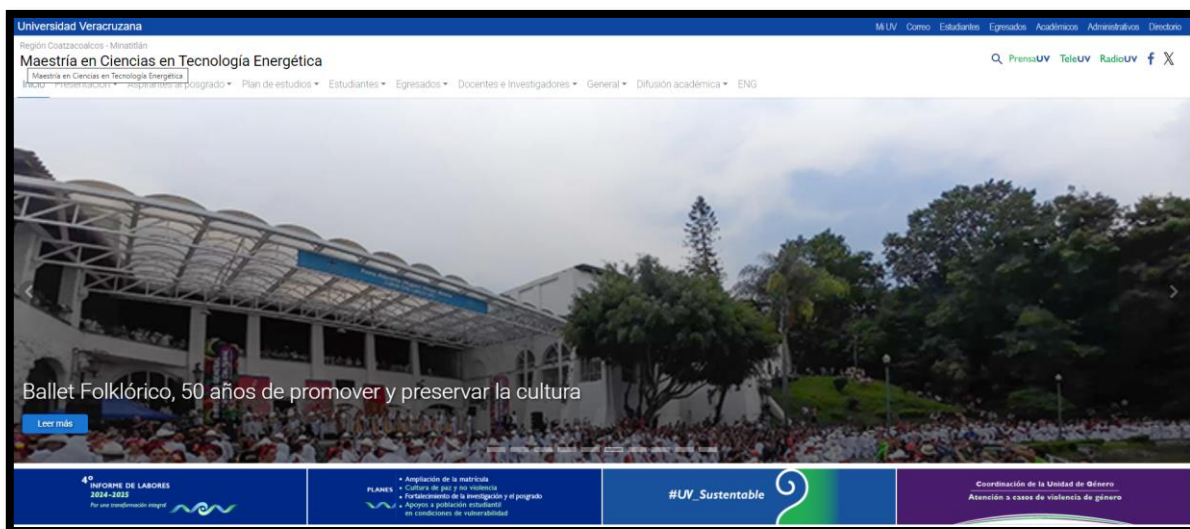 Universidad Veracruzana
Mi UV Correo Estudiantes Egresados Académicos Administrativos Directorio
Región Coatzacoalcos - Minatitlán
Maestría en Ciencias en Tecnología Energética
PrensaUV TeleUV RadioUV
Maestría en Ciencias en Tecnología Energética
Inicio Presentación Aspirantes al posgrado Plan de estudios Estudiantes Egresados Docentes e Investigadores General Difusión académica ENG
Ballet Folklórico, 50 años de promover y preservar la cultura
Leer más
4° INFORME DE LABORES
2024-2025
Por una transformación integral
PLANES
• Ampliación de la matrícula
• Cultura de paz y no violencia
• Fortalecimiento de la investigación y el posgrado
• Apoyos a población estudiantil
en condiciones de vulnerabilidad
#UV_Sustentable
Coordinación de la Unidad de Género
Atención a casos de violencia de género